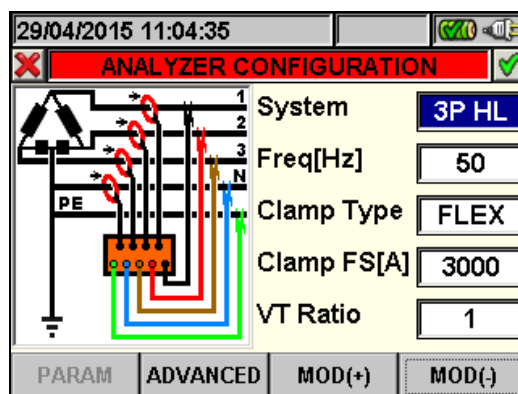 29/04/2015 11:04:35
ANALYZER CONFIGURATION
1
2
3
N
PE
System 3P HL
Freq[Hz] 50
Clamp Type FLEX
Clamp FS[A] 3000
VT Ratio 1
PARAM ADVANCED MOD(+) MOD(-)